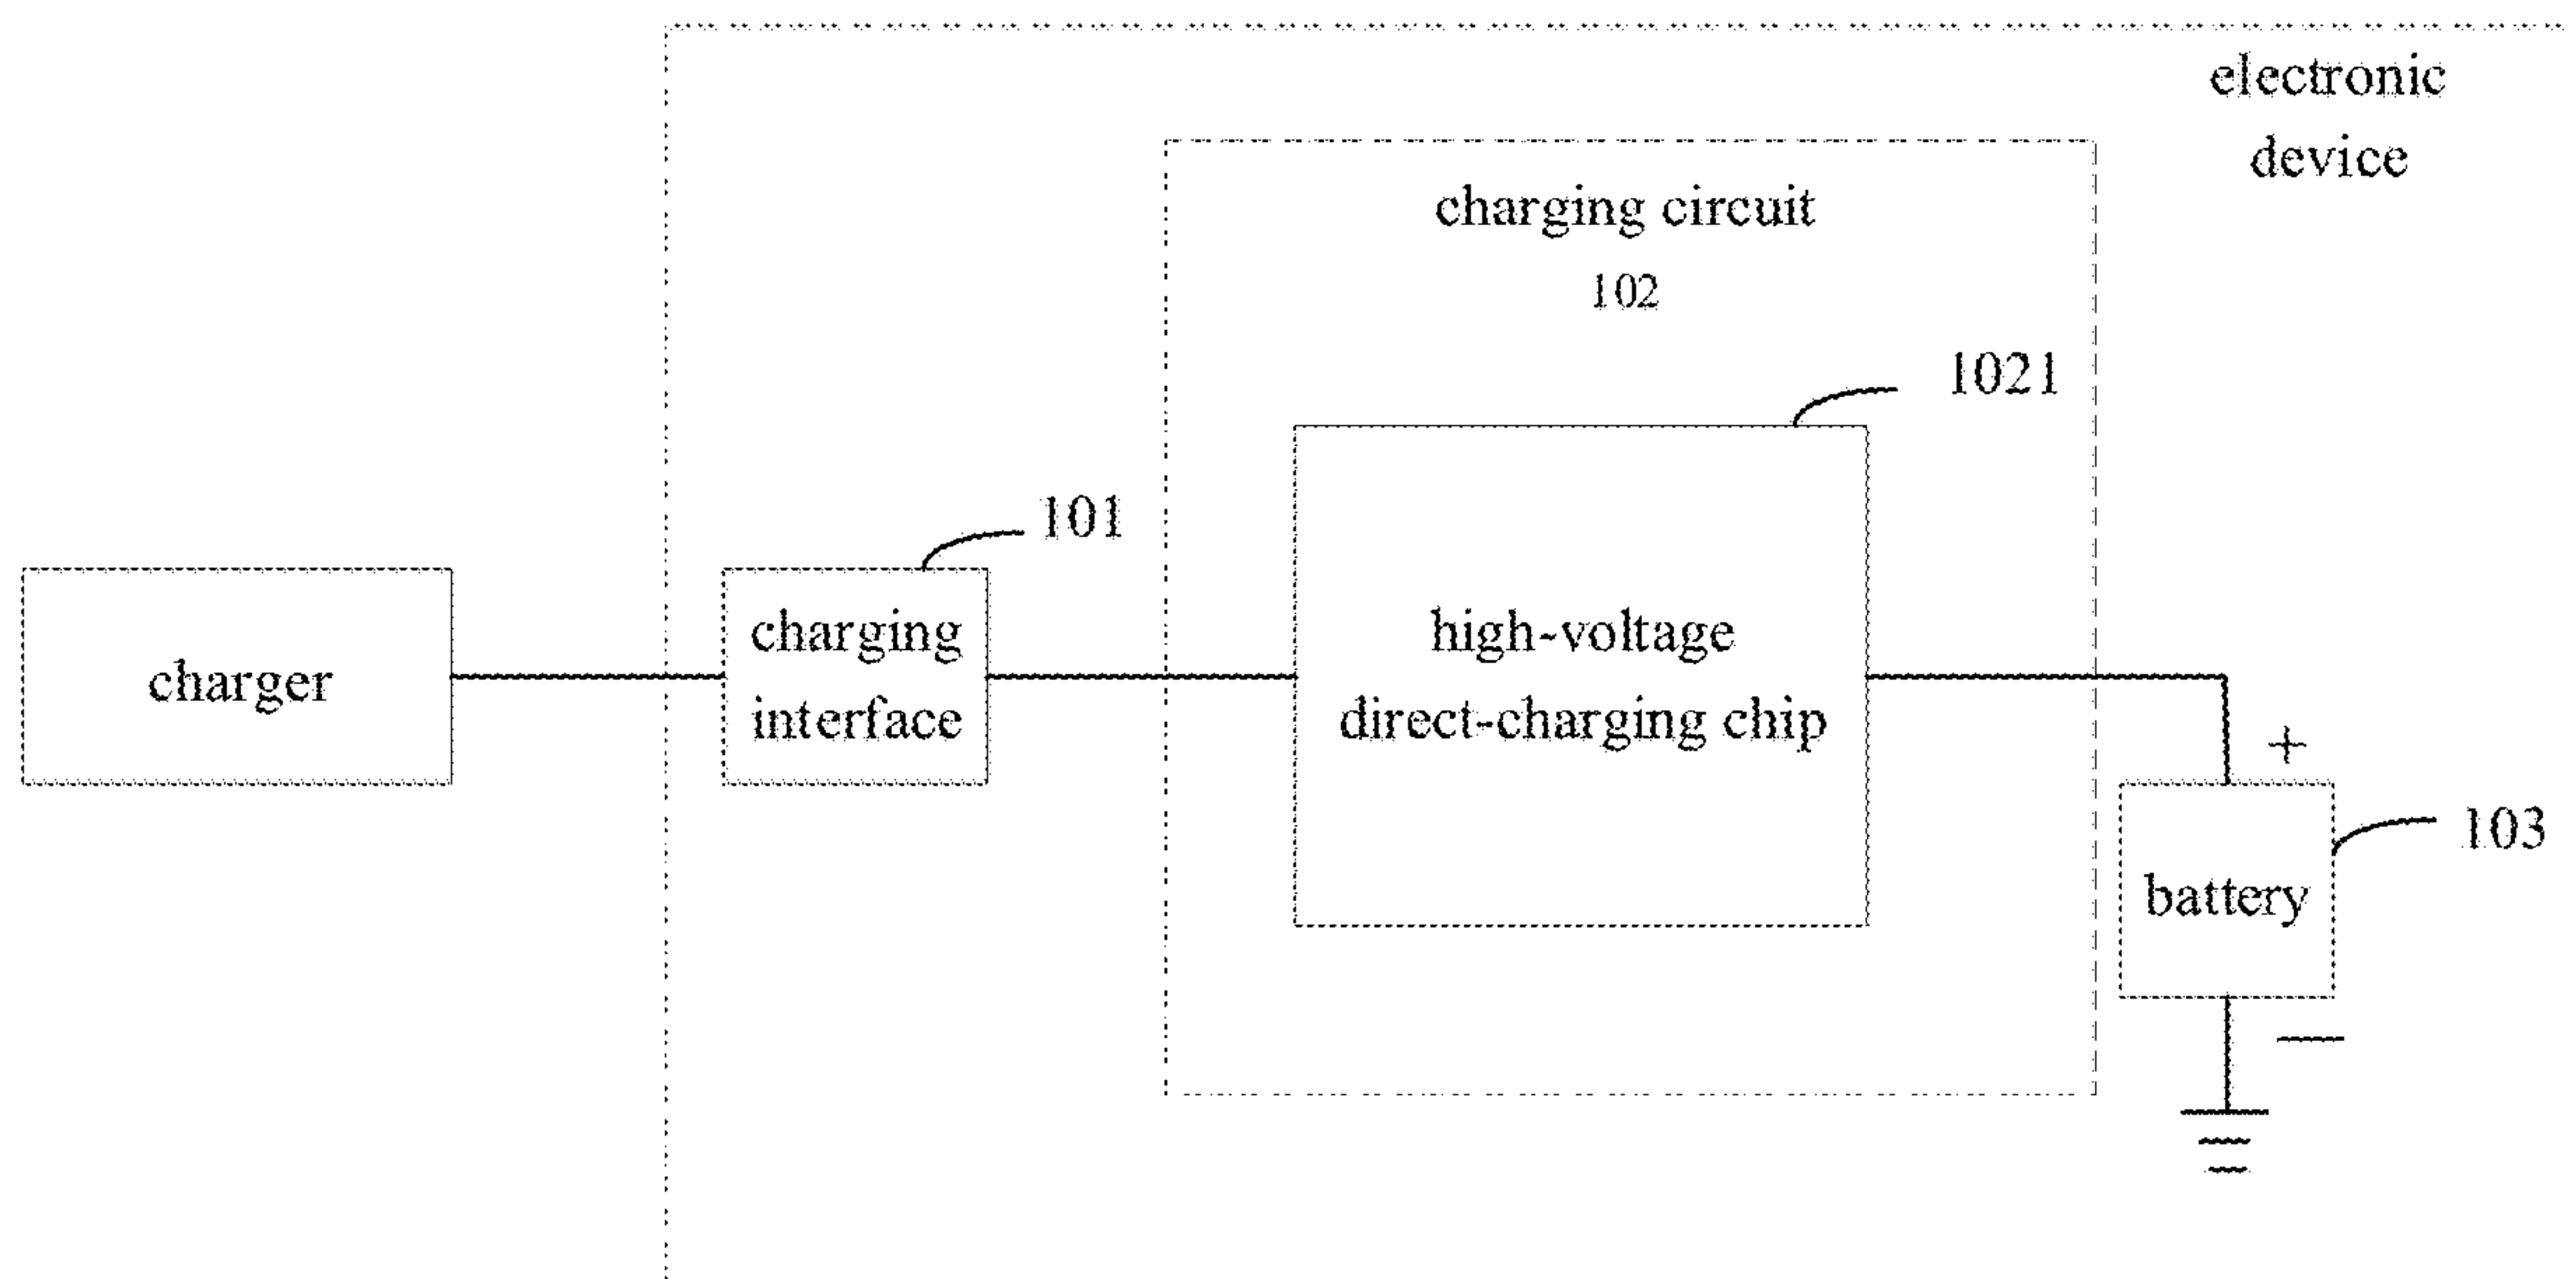 electronic
device
charging circuit
102
1021
101
charger
charging
interface
high-voltage
direct-charging chip
+
103
battery
—